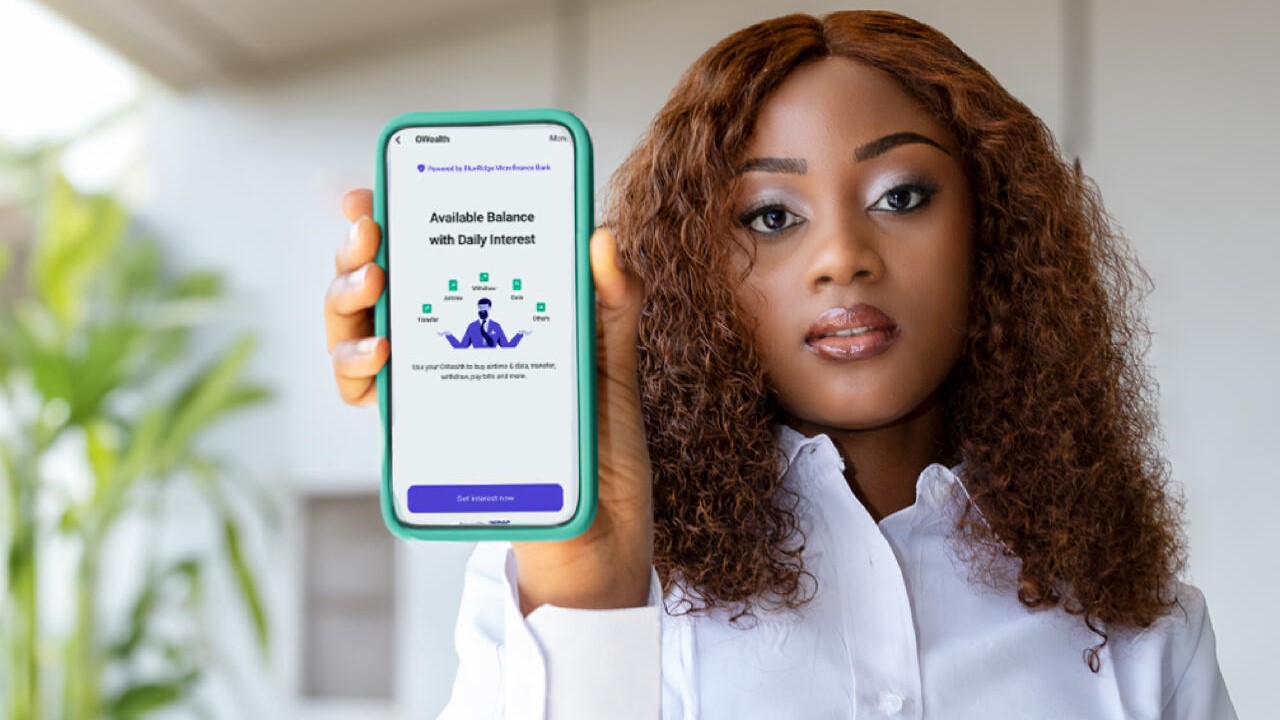 OWealth
More
Powered by BlueRidge Microfinance Bank
Available Balance
with Daily Interest
Withdraw
Airtime
Data
Transfer
Others
Use your OWealth to buy airtime & data, transfer,
withdraw, pay bills and more.
Get interest now